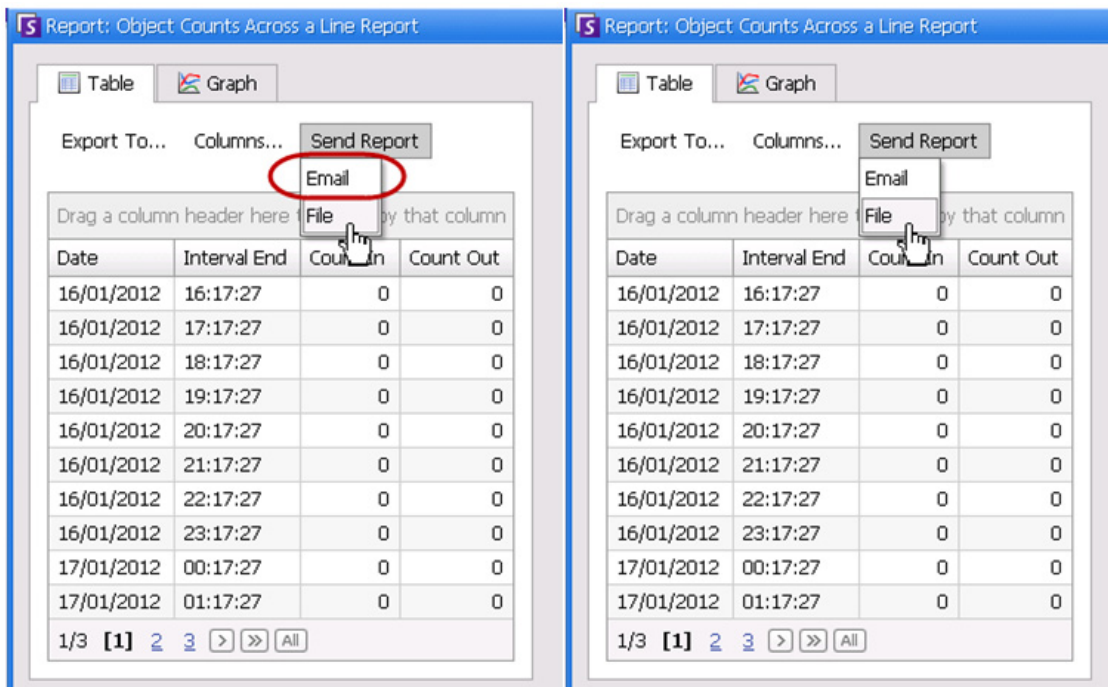 Report: Object Counts Across a Line Report
Table Graph
Export To... Columns... Send Report
Email
File
Drag a column header here by that column
Date Interval End Count In Count Out
16/01/2012 16:17:27 0 0
16/01/2012 17:17:27 0 0
16/01/2012 18:17:27 0 0
16/01/2012 19:17:27 0 0
16/01/2012 20:17:27 0 0
16/01/2012 21:17:27 0 0
16/01/2012 22:17:27 0 0
16/01/2012 23:17:27 0 0
17/01/2012 00:17:27 0 0
17/01/2012 01:17:27 0 0
1/3 [1] 2 3 > >> All
Report: Object Counts Across a Line Report
Table Graph
Export To... Columns... Send Report
Email
File
Drag a column header here by that column
Date Interval End Count In Count Out
16/01/2012 16:17:27 0 0
16/01/2012 17:17:27 0 0
16/01/2012 18:17:27 0 0
16/01/2012 19:17:27 0 0
16/01/2012 20:17:27 0 0
16/01/2012 21:17:27 0 0
16/01/2012 22:17:27 0 0
16/01/2012 23:17:27 0 0
17/01/2012 00:17:27 0 0
17/01/2012 01:17:27 0 0
1/3 [1] 2 3 > >> All